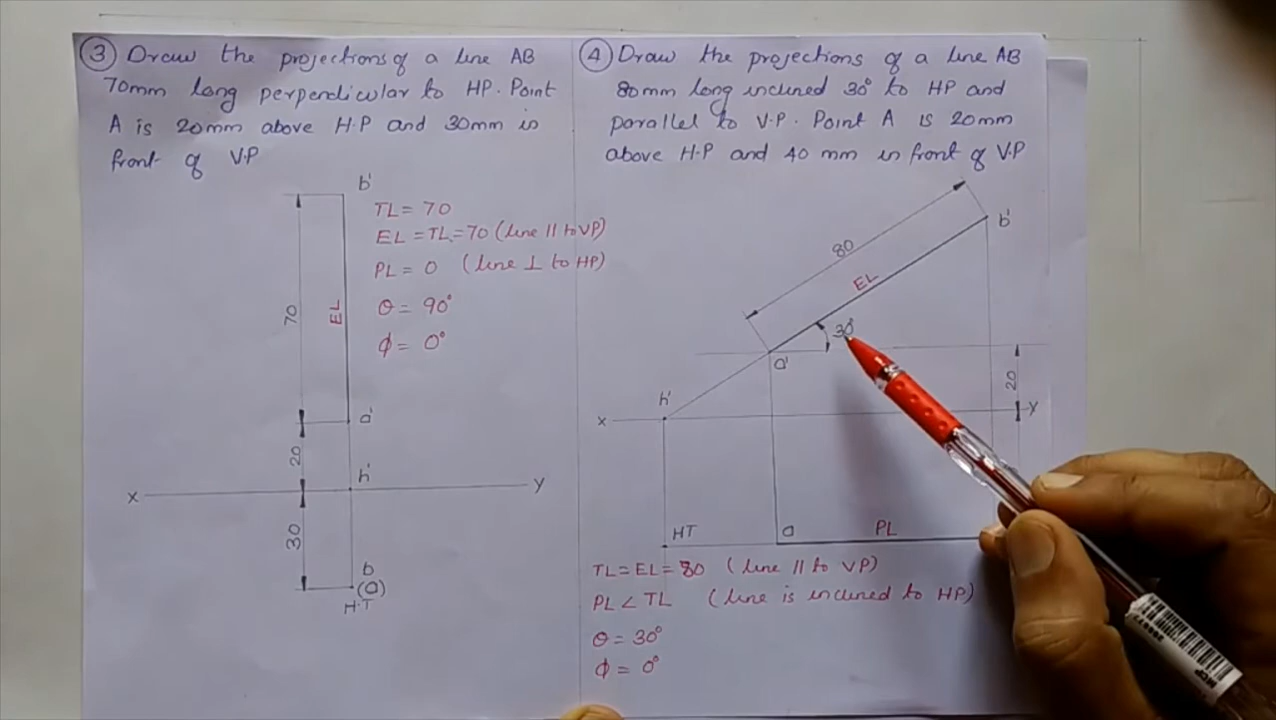 3 Draw the projections of a line AB
70mm long perpendicular to HP. Point
A is 20mm above H.P and 30mm in
front of V.P
b'
TL = 70
EL = TL = 70 (line // to VP)
PL = 0 (line ⊥ to HP)
θ = 90°
ϕ = 0°
70
EL
a'
20
h'
x
y
30
b
(a)
H.T
4 Draw the projections of a line AB
80mm long inclined 30° to HP and
parallel to V.P. Point A is 20mm
above H.P and 40 mm in front of V.P
b'
80
EL
30°
a'
20
h'
x
y
HT
a
PL
TL = EL = 80 (line // to VP)
PL < TL (line is inclined to HP)
θ = 30°
ϕ = 0°